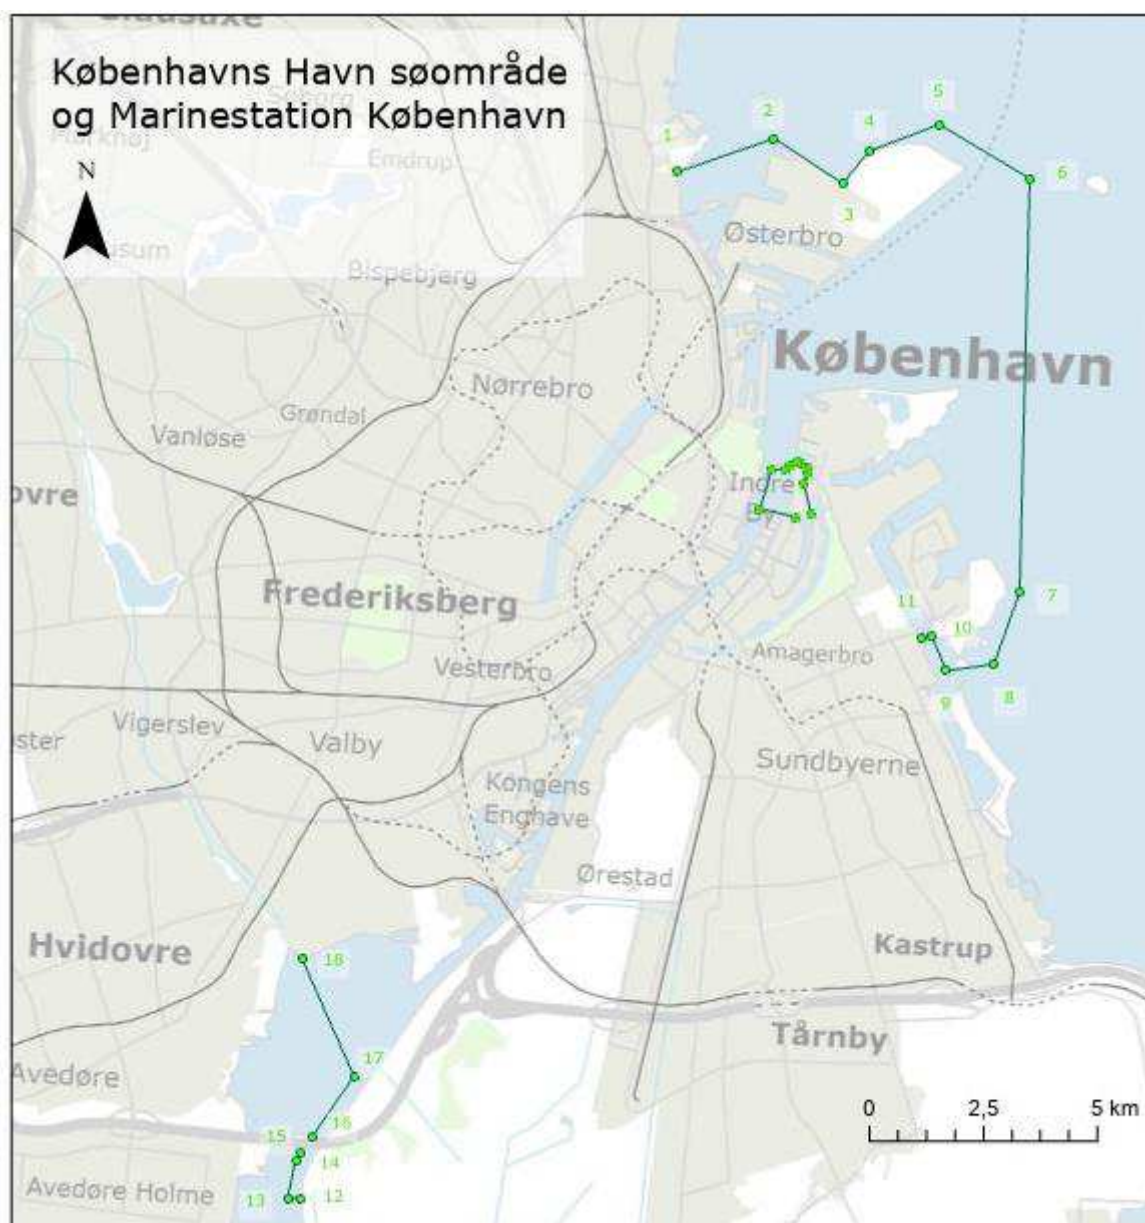 Københavns Havn søområde
og Marinestation København
N
Emdrup
Bispebjerg
1
2
3
4
5
6
Østerbro
København
Nørrebro
Grøndal
Vanløse
Indre
By
Frederiksberg
7
11
10
Amagerbro
8
9
Vesterbro
Vigerslev
Valby
Sundbyerne
Kongens
Enghave
Ørestad
Hvidovre
18
Kastrup
Tårnby
Avedøre
17
0 2,5 5 km
16
15
14
Avedøre Holme
13
12